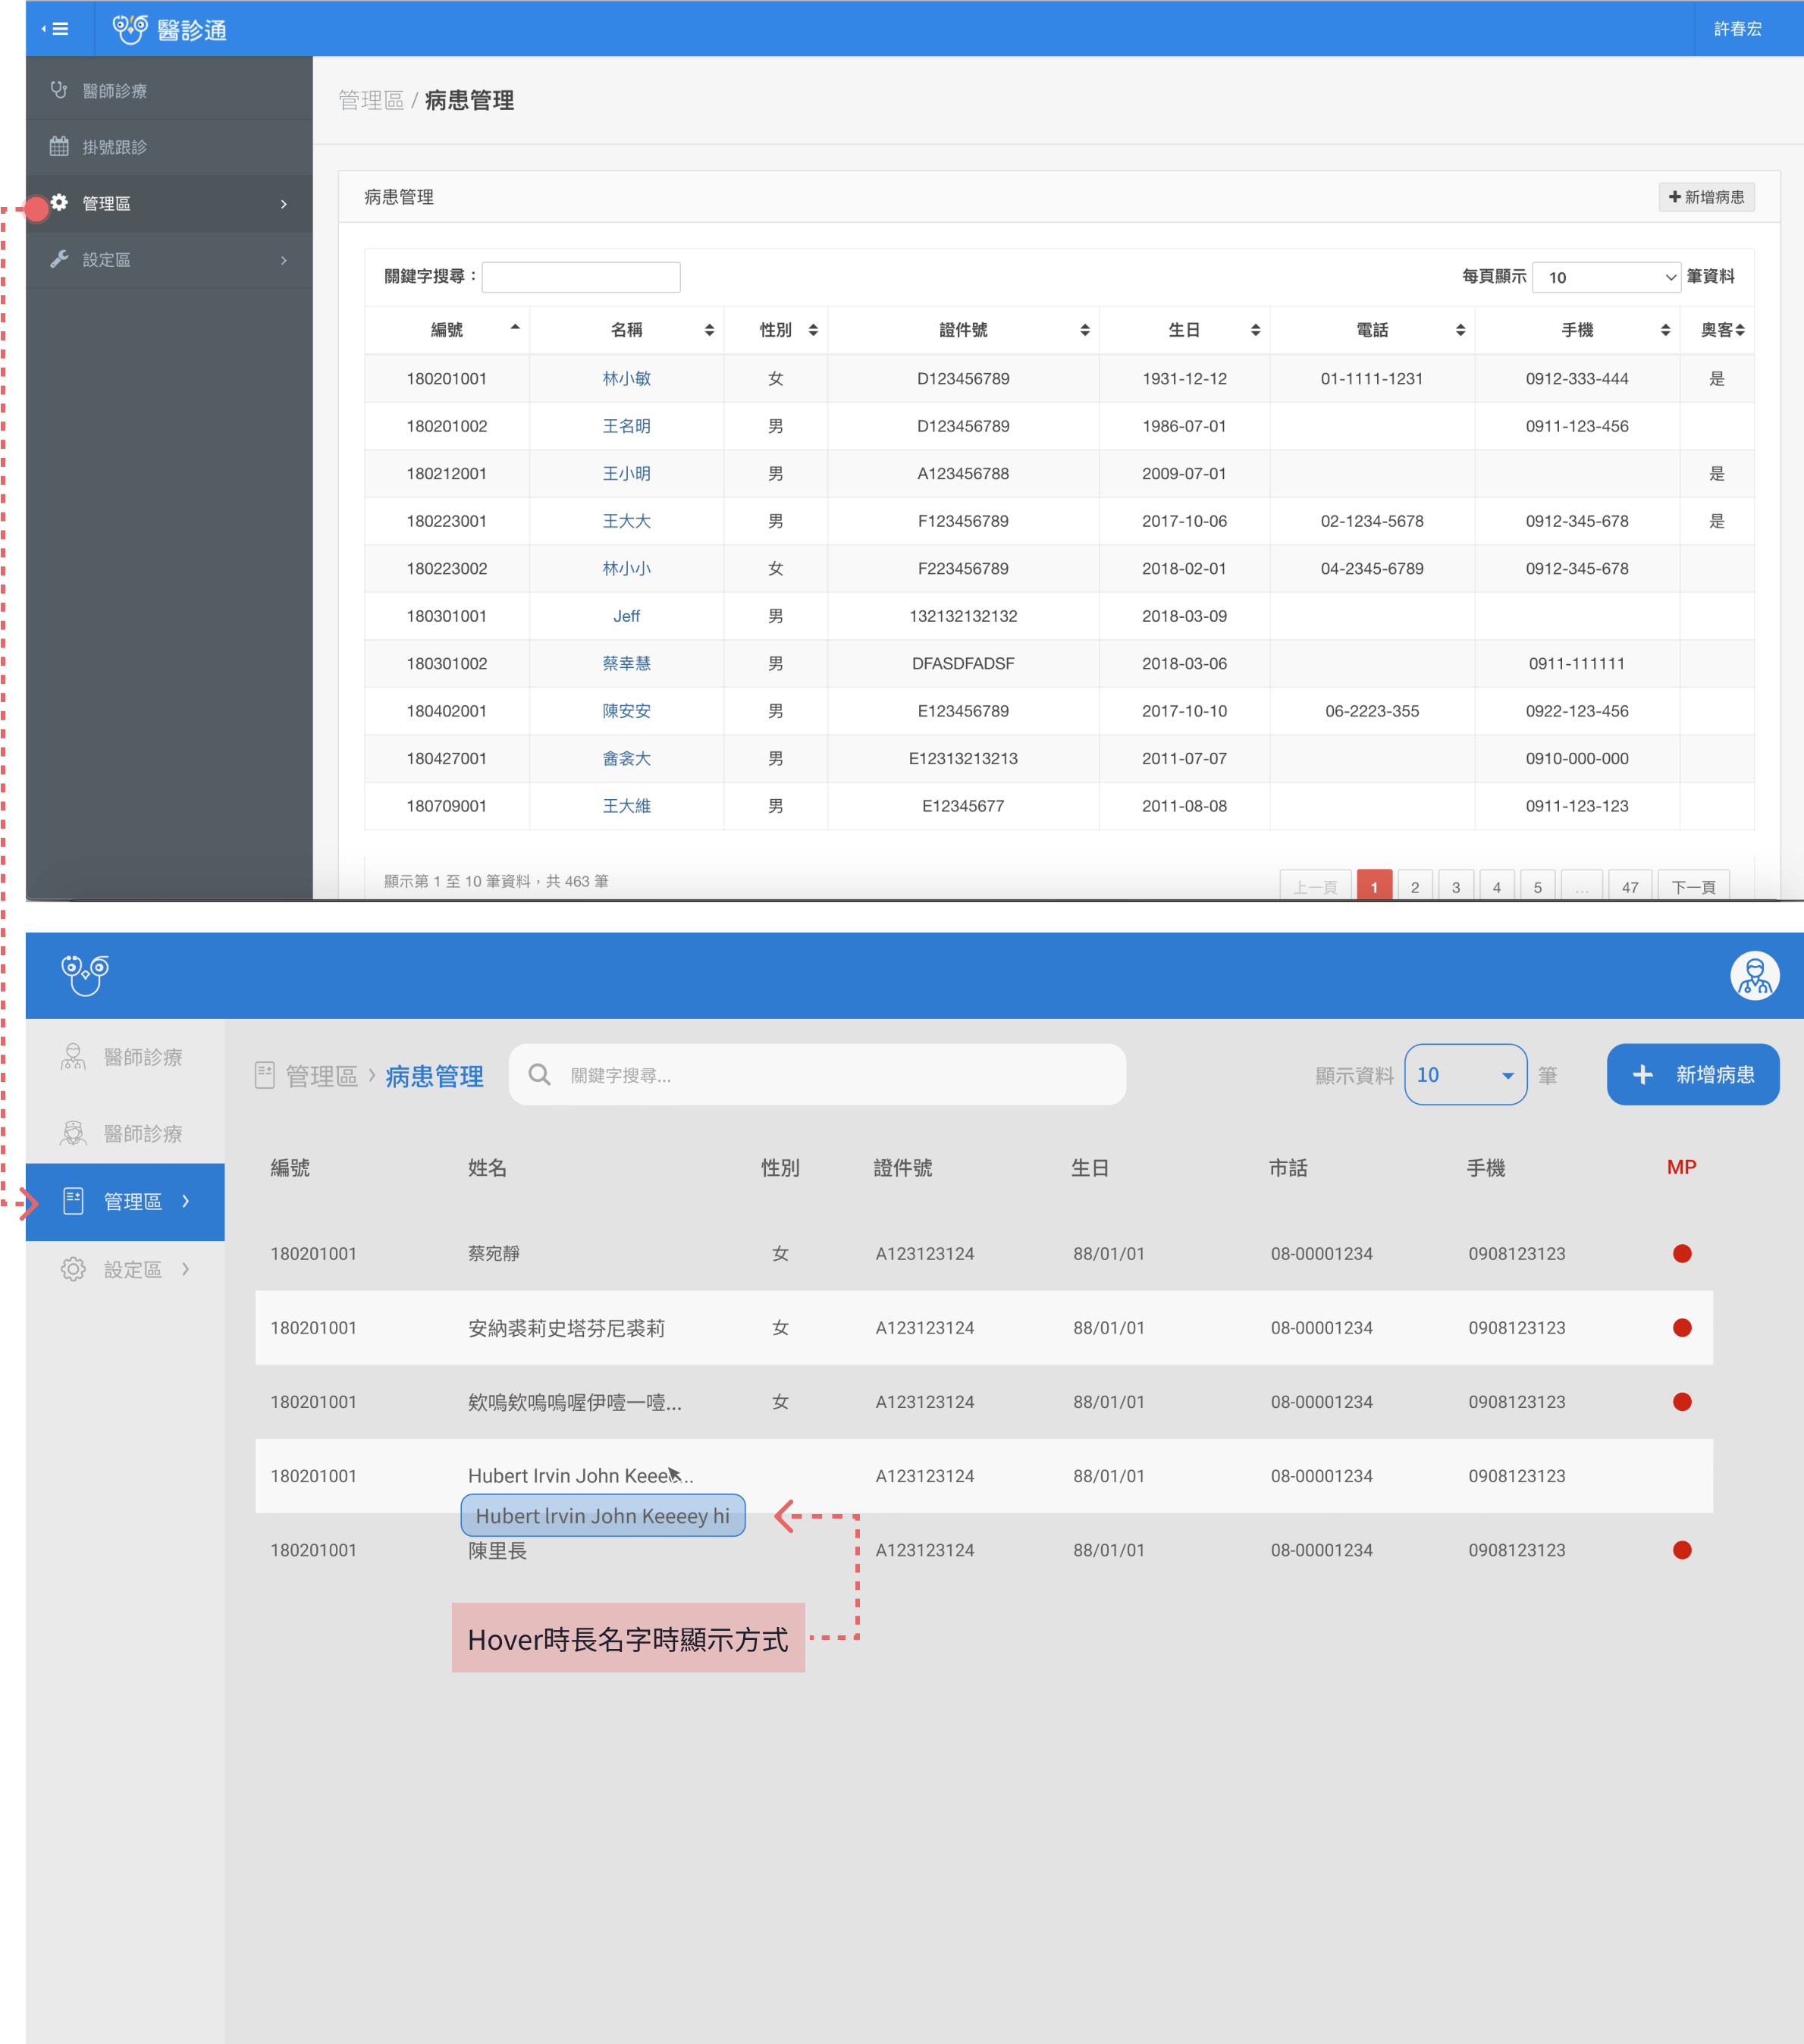 醫診通
許春宏
醫師診療
掛號跟診
管理區
設定區
管理區 / 病患管理
病患管理
新增病患
關鍵字搜尋：
每頁顯示 10 筆資料
編號 名稱 性別 證件號 生日 電話 手機 奧客
180201001 林小敏 女 D123456789 1931-12-12 01-1111-1231 0912-333-444 是
180201002 王名明 男 D123456789 1986-07-01 0911-123-456
180212001 王小明 男 A123456788 2009-07-01 是
180223001 王大大 男 F123456789 2017-10-06 02-1234-5678 0912-345-678 是
180223002 林小小 女 F223456789 2018-02-01 04-2345-6789 0912-345-678
180301001 Jeff 男 132132132132 2018-03-09
180301002 蔡幸慧 男 DFASDFADSF 2018-03-06 0911-111111
180402001 陳安安 男 E123456789 2017-10-10 06-2223-355 0922-123-456
180427001 大 男 E12313213213 2011-07-07 0910-000-000
180709001 王大維 男 E12345677 2011-08-08 0911-123-123
顯示第 1 至 10 筆資料，共 463 筆
上一頁 1 2 3 4 5 ... 47 下一頁
醫師診療
醫師診療
管理區
設定區
管理區 › 病患管理
關鍵字搜尋...
顯示資料 10 筆
新增病患
編號 姓名 性別 證件號 生日 市話 手機 MP
180201001 蔡宛靜 女 A123123124 88/01/01 08-00001234 0908123123
180201001 安納裘莉史塔芬尼裘莉 女 A123123124 88/01/01 08-00001234 0908123123
180201001 欸嗚欸嗚嗚喔伊噎一噎... 女 A123123124 88/01/01 08-00001234 0908123123
180201001 Hubert Irvin John Keee... A123123124 88/01/01 08-00001234 0908123123
Hubert lrvin John Keeeey hi
180201001 陳里長 A123123124 88/01/01 08-00001234 0908123123
Hover時長名字時顯示方式